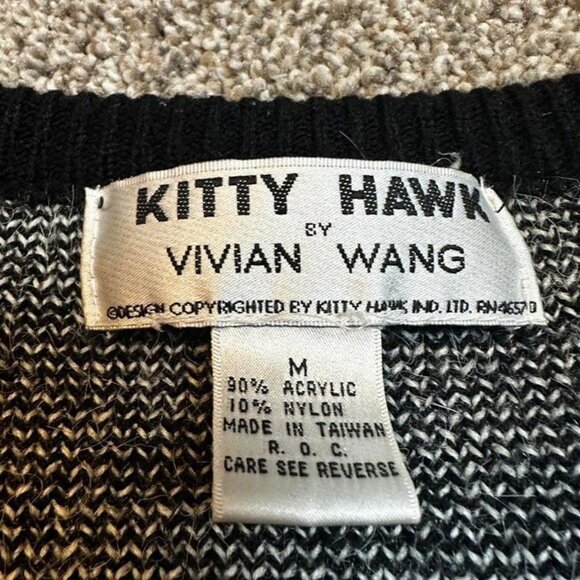 KITTY HAWK
BY
VIVIAN WANG
©DESIGN COPYRIGHTED BY KITTY HAWK IND. LTD. RN
M
90% ACRYLIC
10% NYLON
MADE IN TAIWAN
R. O. C.
CARE SEE REVERSE